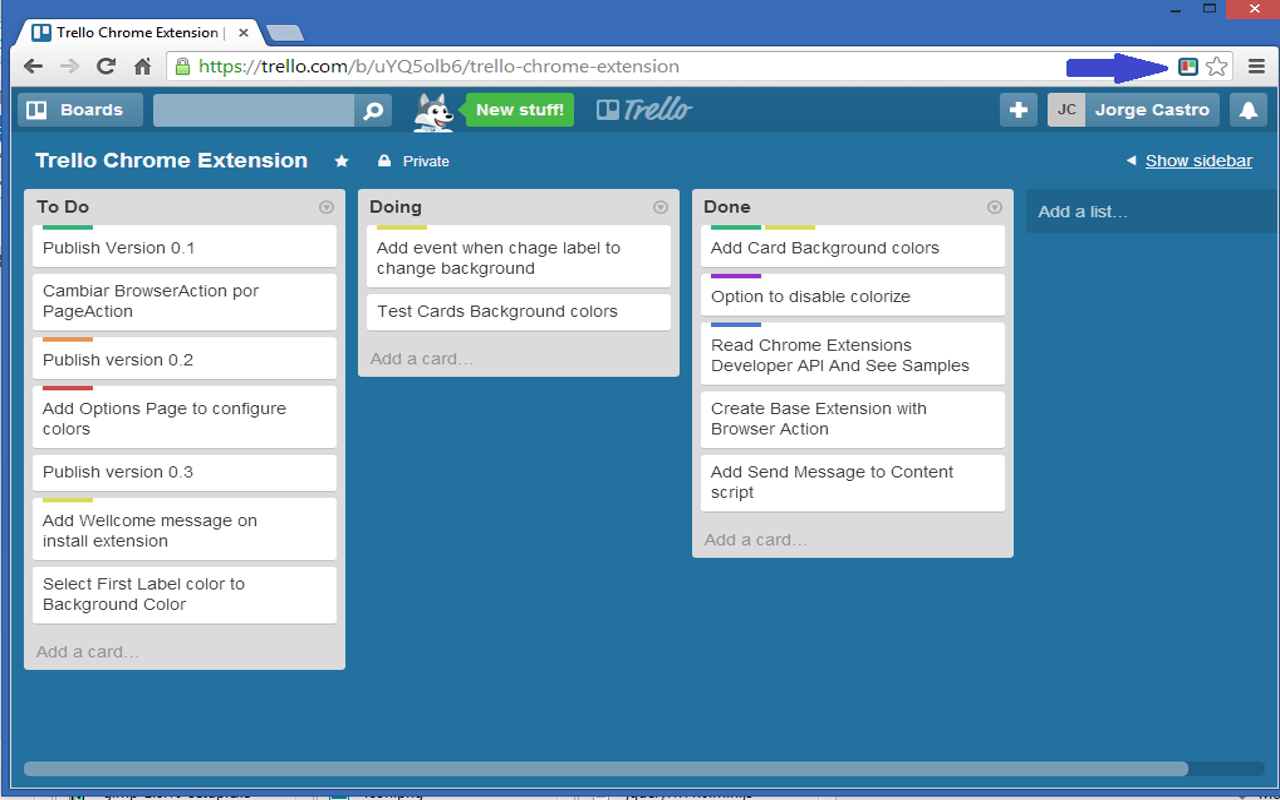 Trello Chrome Extension |
https://trello.com/b/uYQ5olb6/trello-chrome-extension
Boards
New stuff!
Trello
JC
Jorge Castro
Trello Chrome Extension
Private
Show sidebar
To Do
Publish Version 0.1
Cambiar BrowserAction por
PageAction
Publish version 0.2
Add Options Page to configure
colors
Publish version 0.3
Add Wellcome message on
install extension
Select First Label color to
Background Color
Add a card…
Doing
Add event when chage label to
change background
Test Cards Background colors
Add a card…
Done
Add Card Background colors
Option to disable colorize
Read Chrome Extensions
Developer API And See Samples
Create Base Extension with
Browser Action
Add Send Message to Content
script
Add a card…
Add a list…